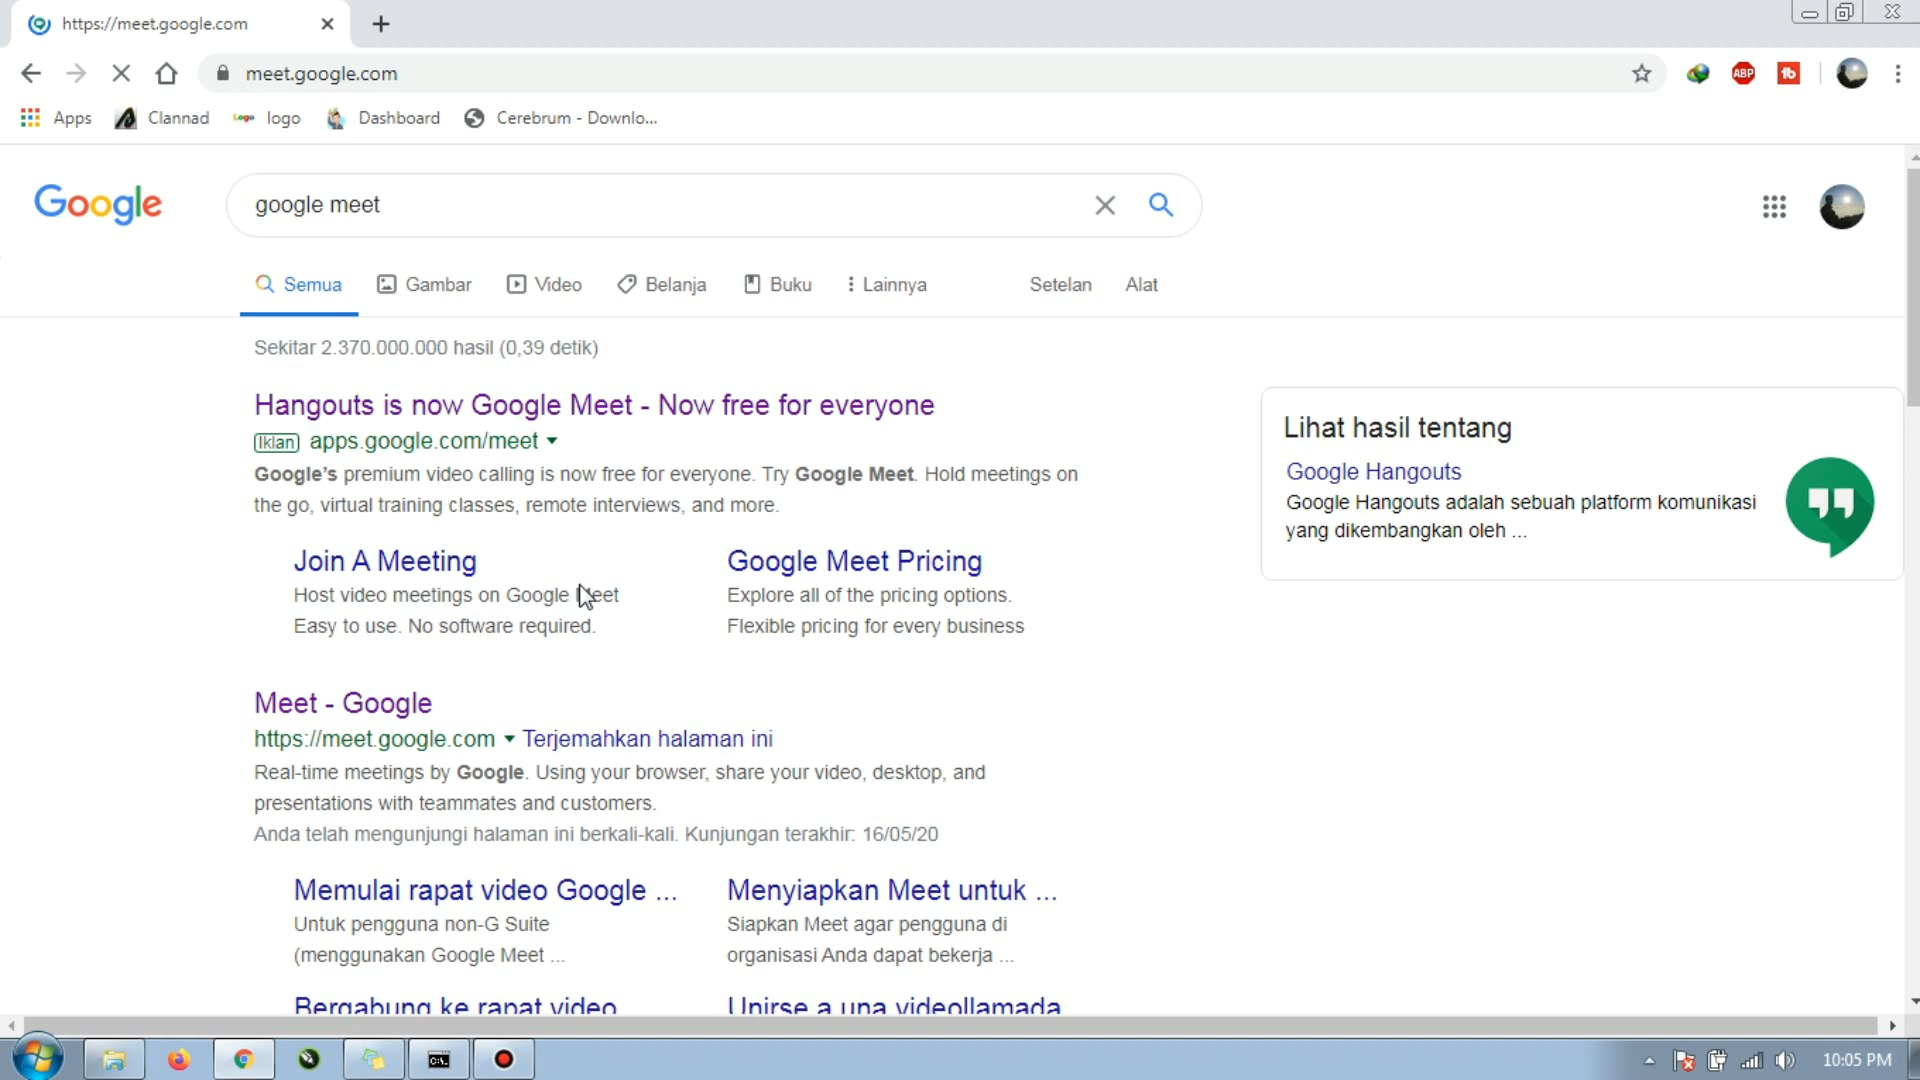 https://meet.google.com
meet.google.com
ABP
Apps
Clannad
Logo
logo
Dashboard
Cerebrum - Downlo...
Google
google meet
Semua
Gambar
Video
Belanja
Buku
Lainnya
Setelan
Alat
Sekitar 2.370.000.000 hasil (0,39 detik)
Hangouts is now Google Meet - Now free for everyone
Iklan apps.google.com/meet
Google's premium video calling is now free for everyone. Try Google Meet. Hold meetings on
the go, virtual training classes, remote interviews, and more.
Join A Meeting
Host video meetings on Google Meet
Easy to use. No software required.
Google Meet Pricing
Explore all of the pricing options.
Flexible pricing for every business
Meet - Google
https://meet.google.com Terjemahkan halaman ini
Real-time meetings by Google. Using your browser, share your video, desktop, and
presentations with teammates and customers.
Anda telah mengunjungi halaman ini berkali-kali. Kunjungan terakhir: 16/05/20
Memulai rapat video Google ...
Untuk pengguna non-G Suite
(menggunakan Google Meet ...
Menyiapkan Meet untuk ...
Siapkan Meet agar pengguna di
organisasi Anda dapat bekerja ...
Bergabung ke rapat video
Unirse a una videollamada
Lihat hasil tentang
Google Hangouts
Google Hangouts adalah sebuah platform komunikasi
yang dikembangkan oleh ...
C:\.
10:05 PM